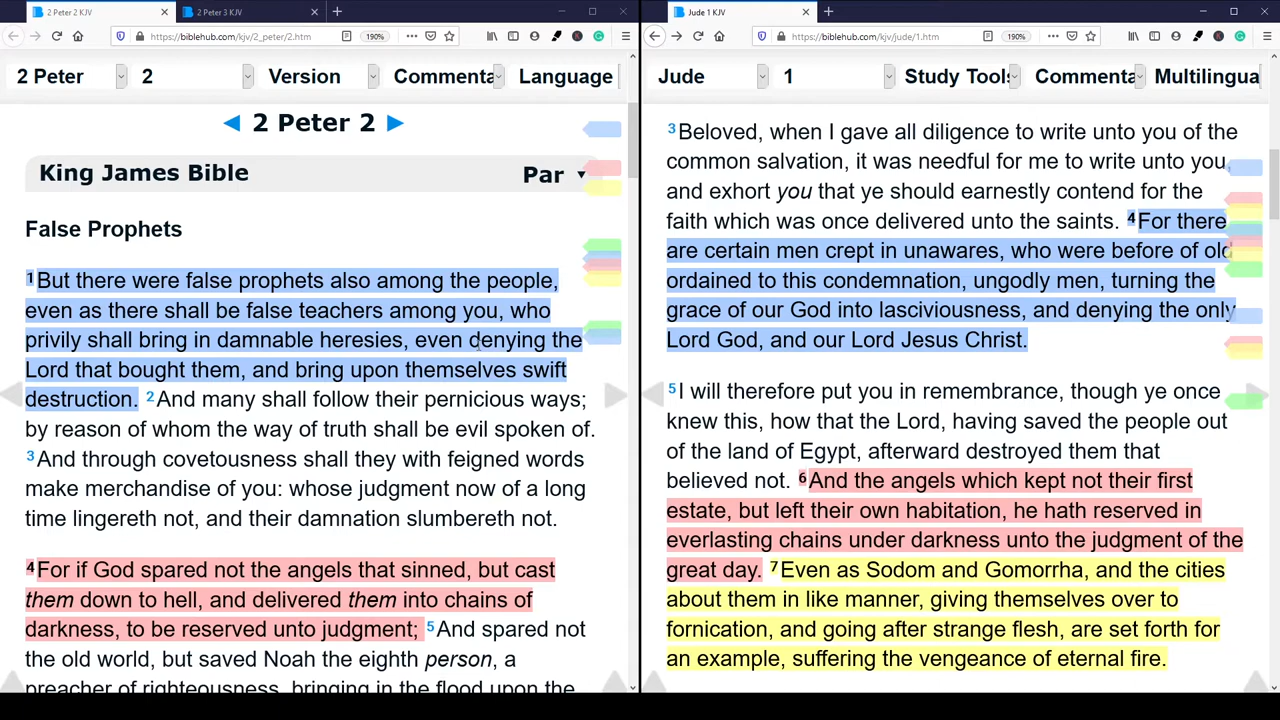 2 Peter 2 KJV
2 Peter 3 KJV
https://biblehub.com/kjv/2_peter/2.htm
190%
2 Peter
2
Version
Commenta
Language
2 Peter 2
King James Bible
Par
False Prophets
1But there were false prophets also among the people,
even as there shall be false teachers among you, who
privily shall bring in damnable heresies, even denying the
Lord that bought them, and bring upon themselves swift
destruction. 2And many shall follow their pernicious ways;
by reason of whom the way of truth shall be evil spoken of.
3And through covetousness shall they with feigned words
make merchandise of you: whose judgment now of a long
time lingereth not, and their damnation slumbereth not.
4For if God spared not the angels that sinned, but cast
them down to hell, and delivered them into chains of
darkness, to be reserved unto judgment; 5And spared not
the old world, but saved Noah the eighth person, a
preacher of righteousness, bringing in the flood upon the
Jude 1 KJV
https://biblehub.com/kjv/jude/1.htm
190%
Jude
1
Study Tools
Commenta
Multilingua
3Beloved, when I gave all diligence to write unto you of the
common salvation, it was needful for me to write unto you,
and exhort you that ye should earnestly contend for the
faith which was once delivered unto the saints. 4For there
are certain men crept in unawares, who were before of old
ordained to this condemnation, ungodly men, turning the
grace of our God into lasciviousness, and denying the only
Lord God, and our Lord Jesus Christ.
5I will therefore put you in remembrance, though ye once
knew this, how that the Lord, having saved the people out
of the land of Egypt, afterward destroyed them that
believed not. 6And the angels which kept not their first
estate, but left their own habitation, he hath reserved in
everlasting chains under darkness unto the judgment of the
great day. 7Even as Sodom and Gomorrha, and the cities
about them in like manner, giving themselves over to
fornication, and going after strange flesh, are set forth for
an example, suffering the vengeance of eternal fire.